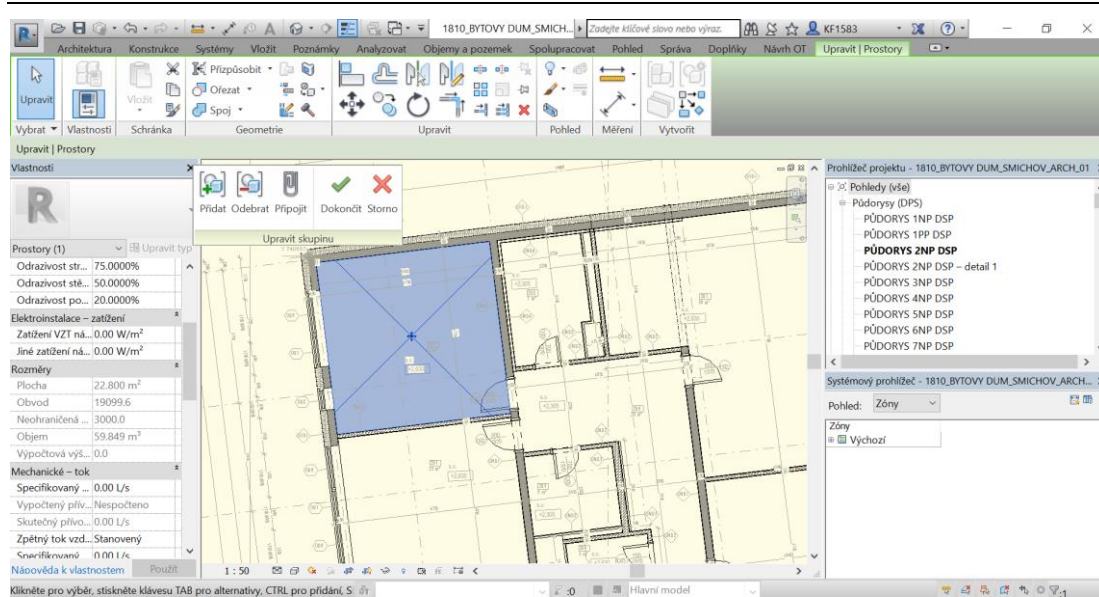 1810_BYTOVY DUM_SMICH...
Zadejte klíčové slovo nebo výraz.
KF1583
Architektura Konstrukce Systémy Vložit Poznámky Analyzovat Objemy a pozemek Spolupracovat Pohled Správa Doplňky Návrh OT Upravit | Prostory
Upravit
Vložit
Přizpůsobit
Ořezat
Spoj
Vybrat Vlastnosti Schránka Geometrie Upravit Pohled Měření Vytvořit
Upravit | Prostory
Vlastnosti
Prostory (1) Upravit typ
Odrazivost str... 75.0000%
Odrazivost stě... 50.0000%
Odrazivost po... 20.0000%
Elektroinstalace – zatížení
Zatížení VZT ná... 0.00 W/m²
Jiné zatížení ná... 0.00 W/m²
Rozměry
Plocha 22.800 m²
Obvod 19099.6
Neohraničená ... 3000.0
Objem 59.849 m³
Výpočtová výš... 0.0
Mechanické – tok
Specifikovaný ... 0.00 L/s
Vypočtený přív... Nespočteno
Skutečný přívo... 0.00 L/s
Zpětný tok vzd... Stanovený
Specifikovaný 0.00 L/s
Nápověda k vlastnostem Použít
Přidat Odebrat Připojit Dokončit Storno
Upravit skupinu
1 : 50
Prohlížeč projektu - 1810_BYTOVY DUM_SMICHOV_ARCH_01
Pohledy (vše)
Půdorysy (DPS)
PŮDORYS 1NP DSP
PŮDORYS 1PP DSP
PŮDORYS 2NP DSP
PŮDORYS 2NP DSP – detail 1
PŮDORYS 3NP DSP
PŮDORYS 4NP DSP
PŮDORYS 5NP DSP
PŮDORYS 6NP DSP
PŮDORYS 7NP DSP
Systémový prohlížeč - 1810_BYTOVY DUM_SMICHOV_ARCH...
Pohled: Zóny
Zóny
Výchozí
Klikněte pro výběr, stiskněte klávesu TAB pro alternativy, CTRL pro přidání, S
:0
Hlavní model
:1